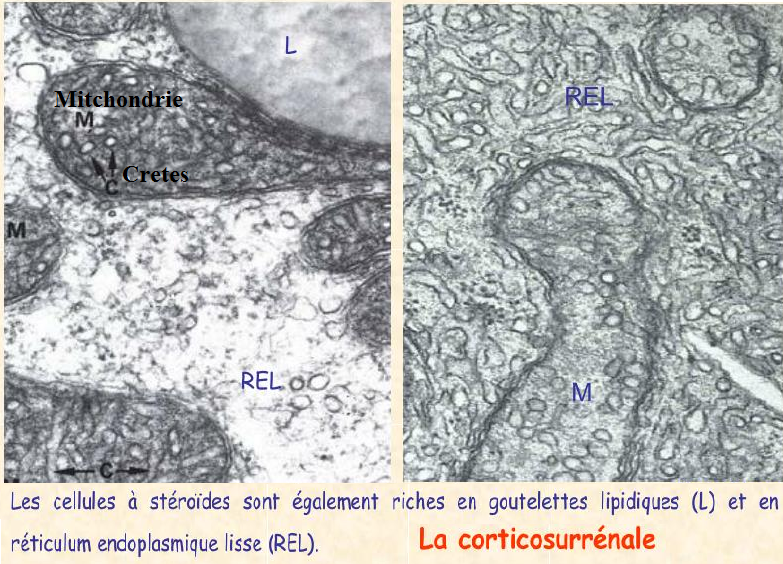 L
REL
Mitchondrie
M
C Cretes
M
REL
M
C
Les cellules à stéroïdes sont également riches en goutelettes lipidiques (L) et en
réticulum endoplasmique lisse (REL).
La corticosurrénale